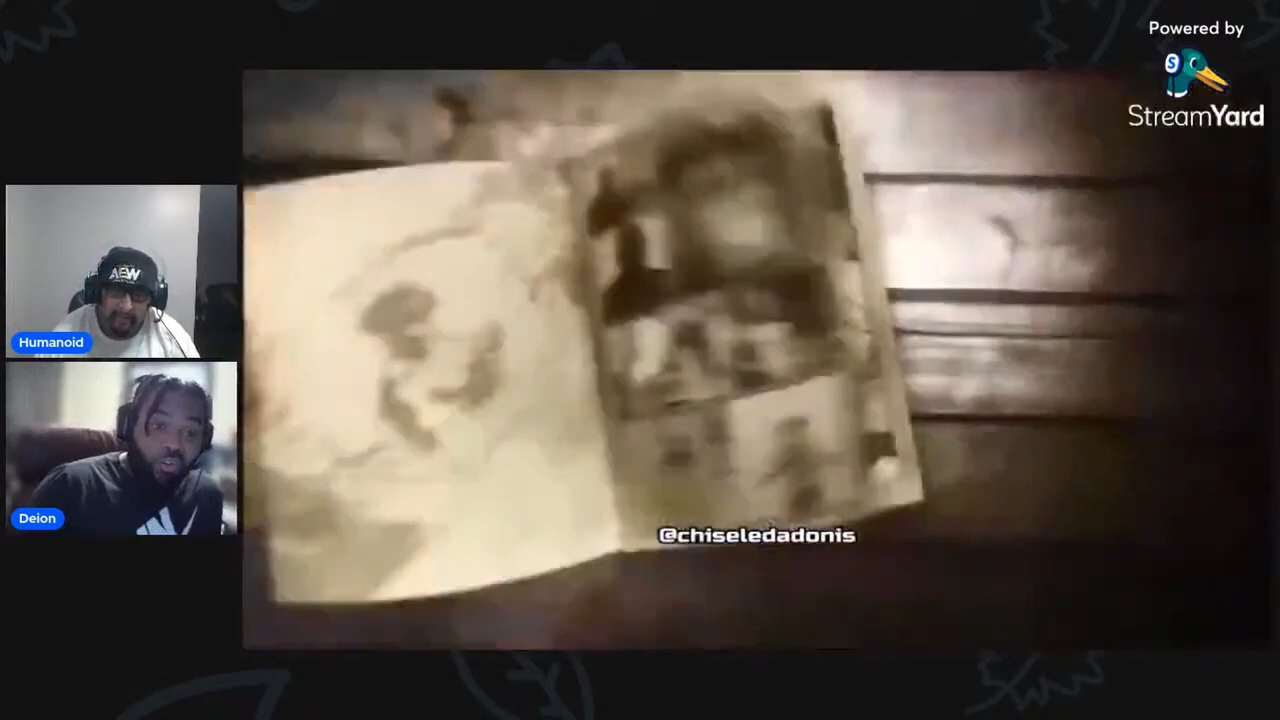 Powered by
StreamYard
AEW
Humanoid
Deion
@chiseledadonis